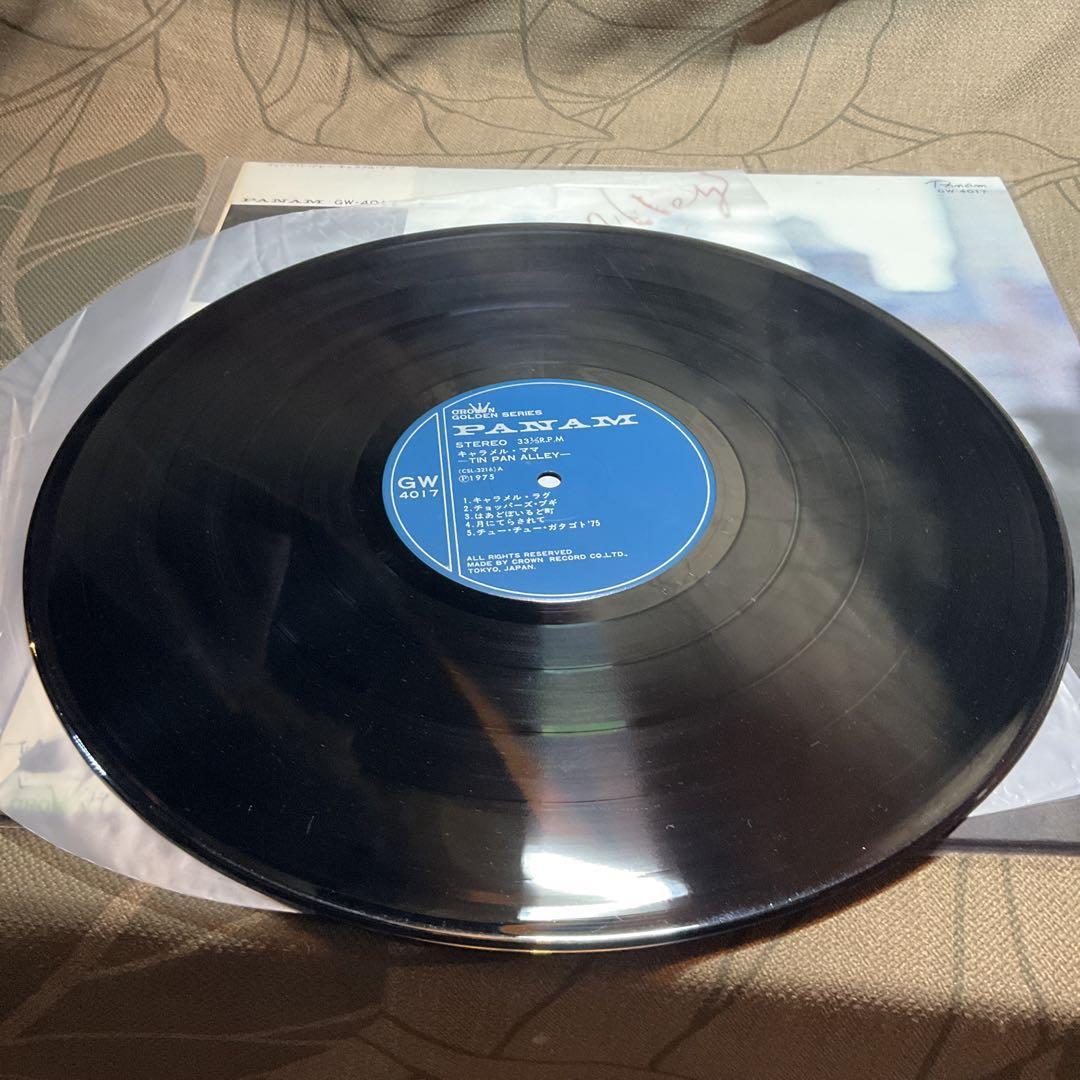 PANAM GW-40
Panam
GW-4017
CROWN
GOLDEN SERIES
PANAM
STEREO 33⅓R.P.M
キャラメル・ママ
—TIN PAN ALLEY—
(CSL-3216) A
Ⓟ1975
GW
4017
1.キャラメル・ラグ
2.チョッパーズ・ブギ
3.はあどぼいるど町
4.月にてらされて
5.チュー・チュー・ガタゴト'75
ALL RIGHTS RESERVED
MADE BY CROWN RECORD CO.,LTD.,
TOKYO, JAPAN.